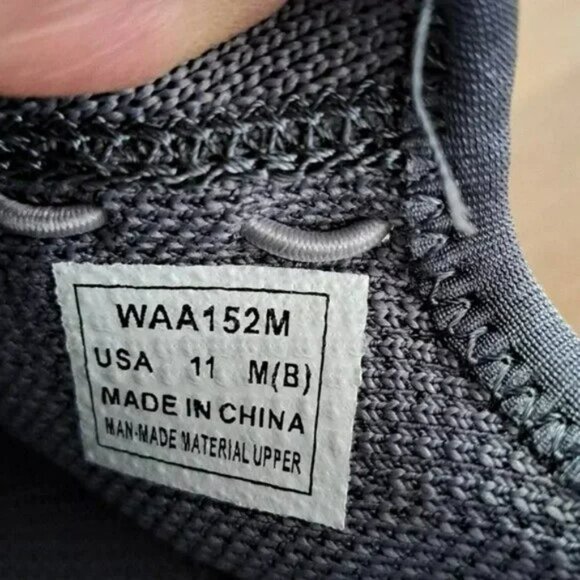 WAA152M
USA 11 M(B)
MADE IN CHINA
MAN-MADE MATERIAL UPPER